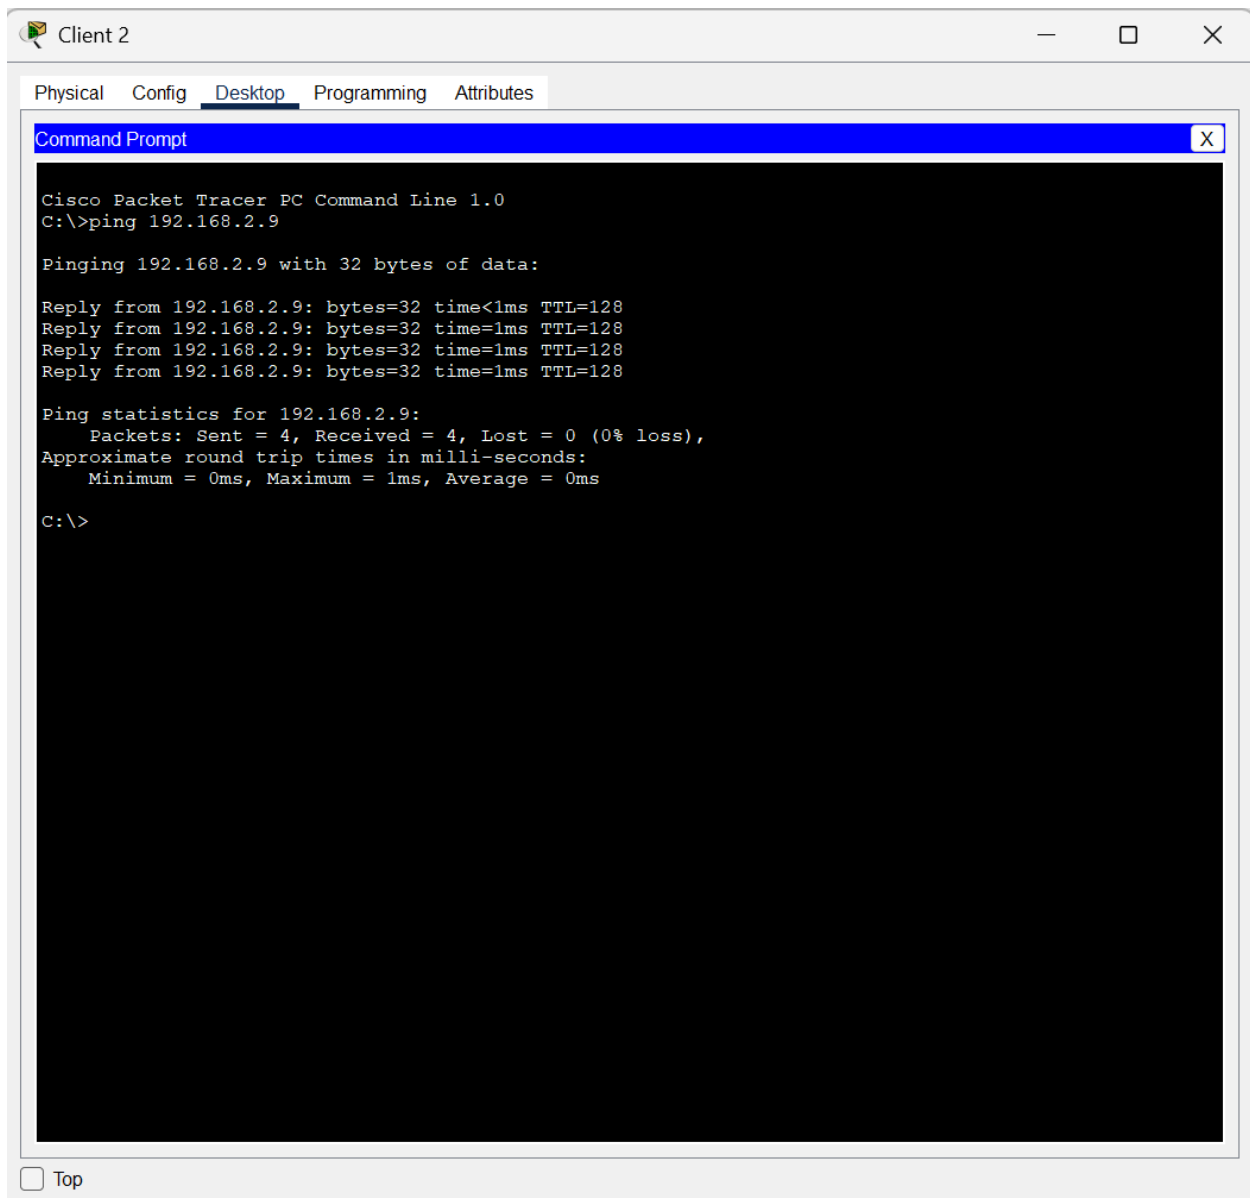 Client 2
Physical Config Desktop Programming Attributes
Command Prompt
X
Cisco Packet Tracer PC Command Line 1.0
C:\>ping 192.168.2.9
Pinging 192.168.2.9 with 32 bytes of data:
Reply from 192.168.2.9: bytes=32 time<1ms TTL=128
Reply from 192.168.2.9: bytes=32 time=1ms TTL=128
Reply from 192.168.2.9: bytes=32 time=1ms TTL=128
Reply from 192.168.2.9: bytes=32 time=1ms TTL=128
Ping statistics for 192.168.2.9:
    Packets: Sent = 4, Received = 4, Lost = 0 (0% loss),
Approximate round trip times in milli-seconds:
    Minimum = 0ms, Maximum = 1ms, Average = 0ms
C:\>
Top